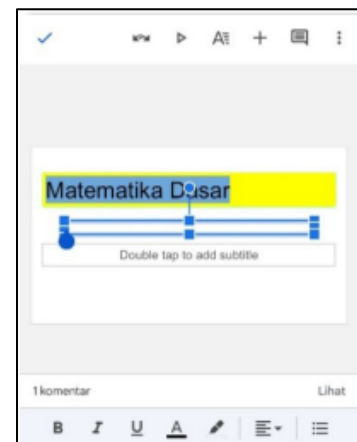 Matematika Dasar
Double tap to add subtitle
1 komentar Lihat
B I U A